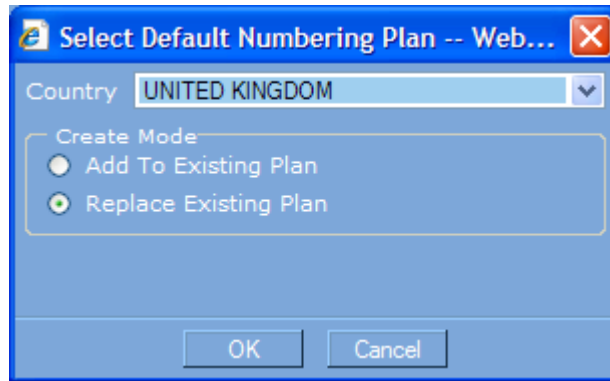 Select Default Numbering Plan -- Web...
Country UNITED KINGDOM
Create Mode
Add To Existing Plan
Replace Existing Plan
OK Cancel